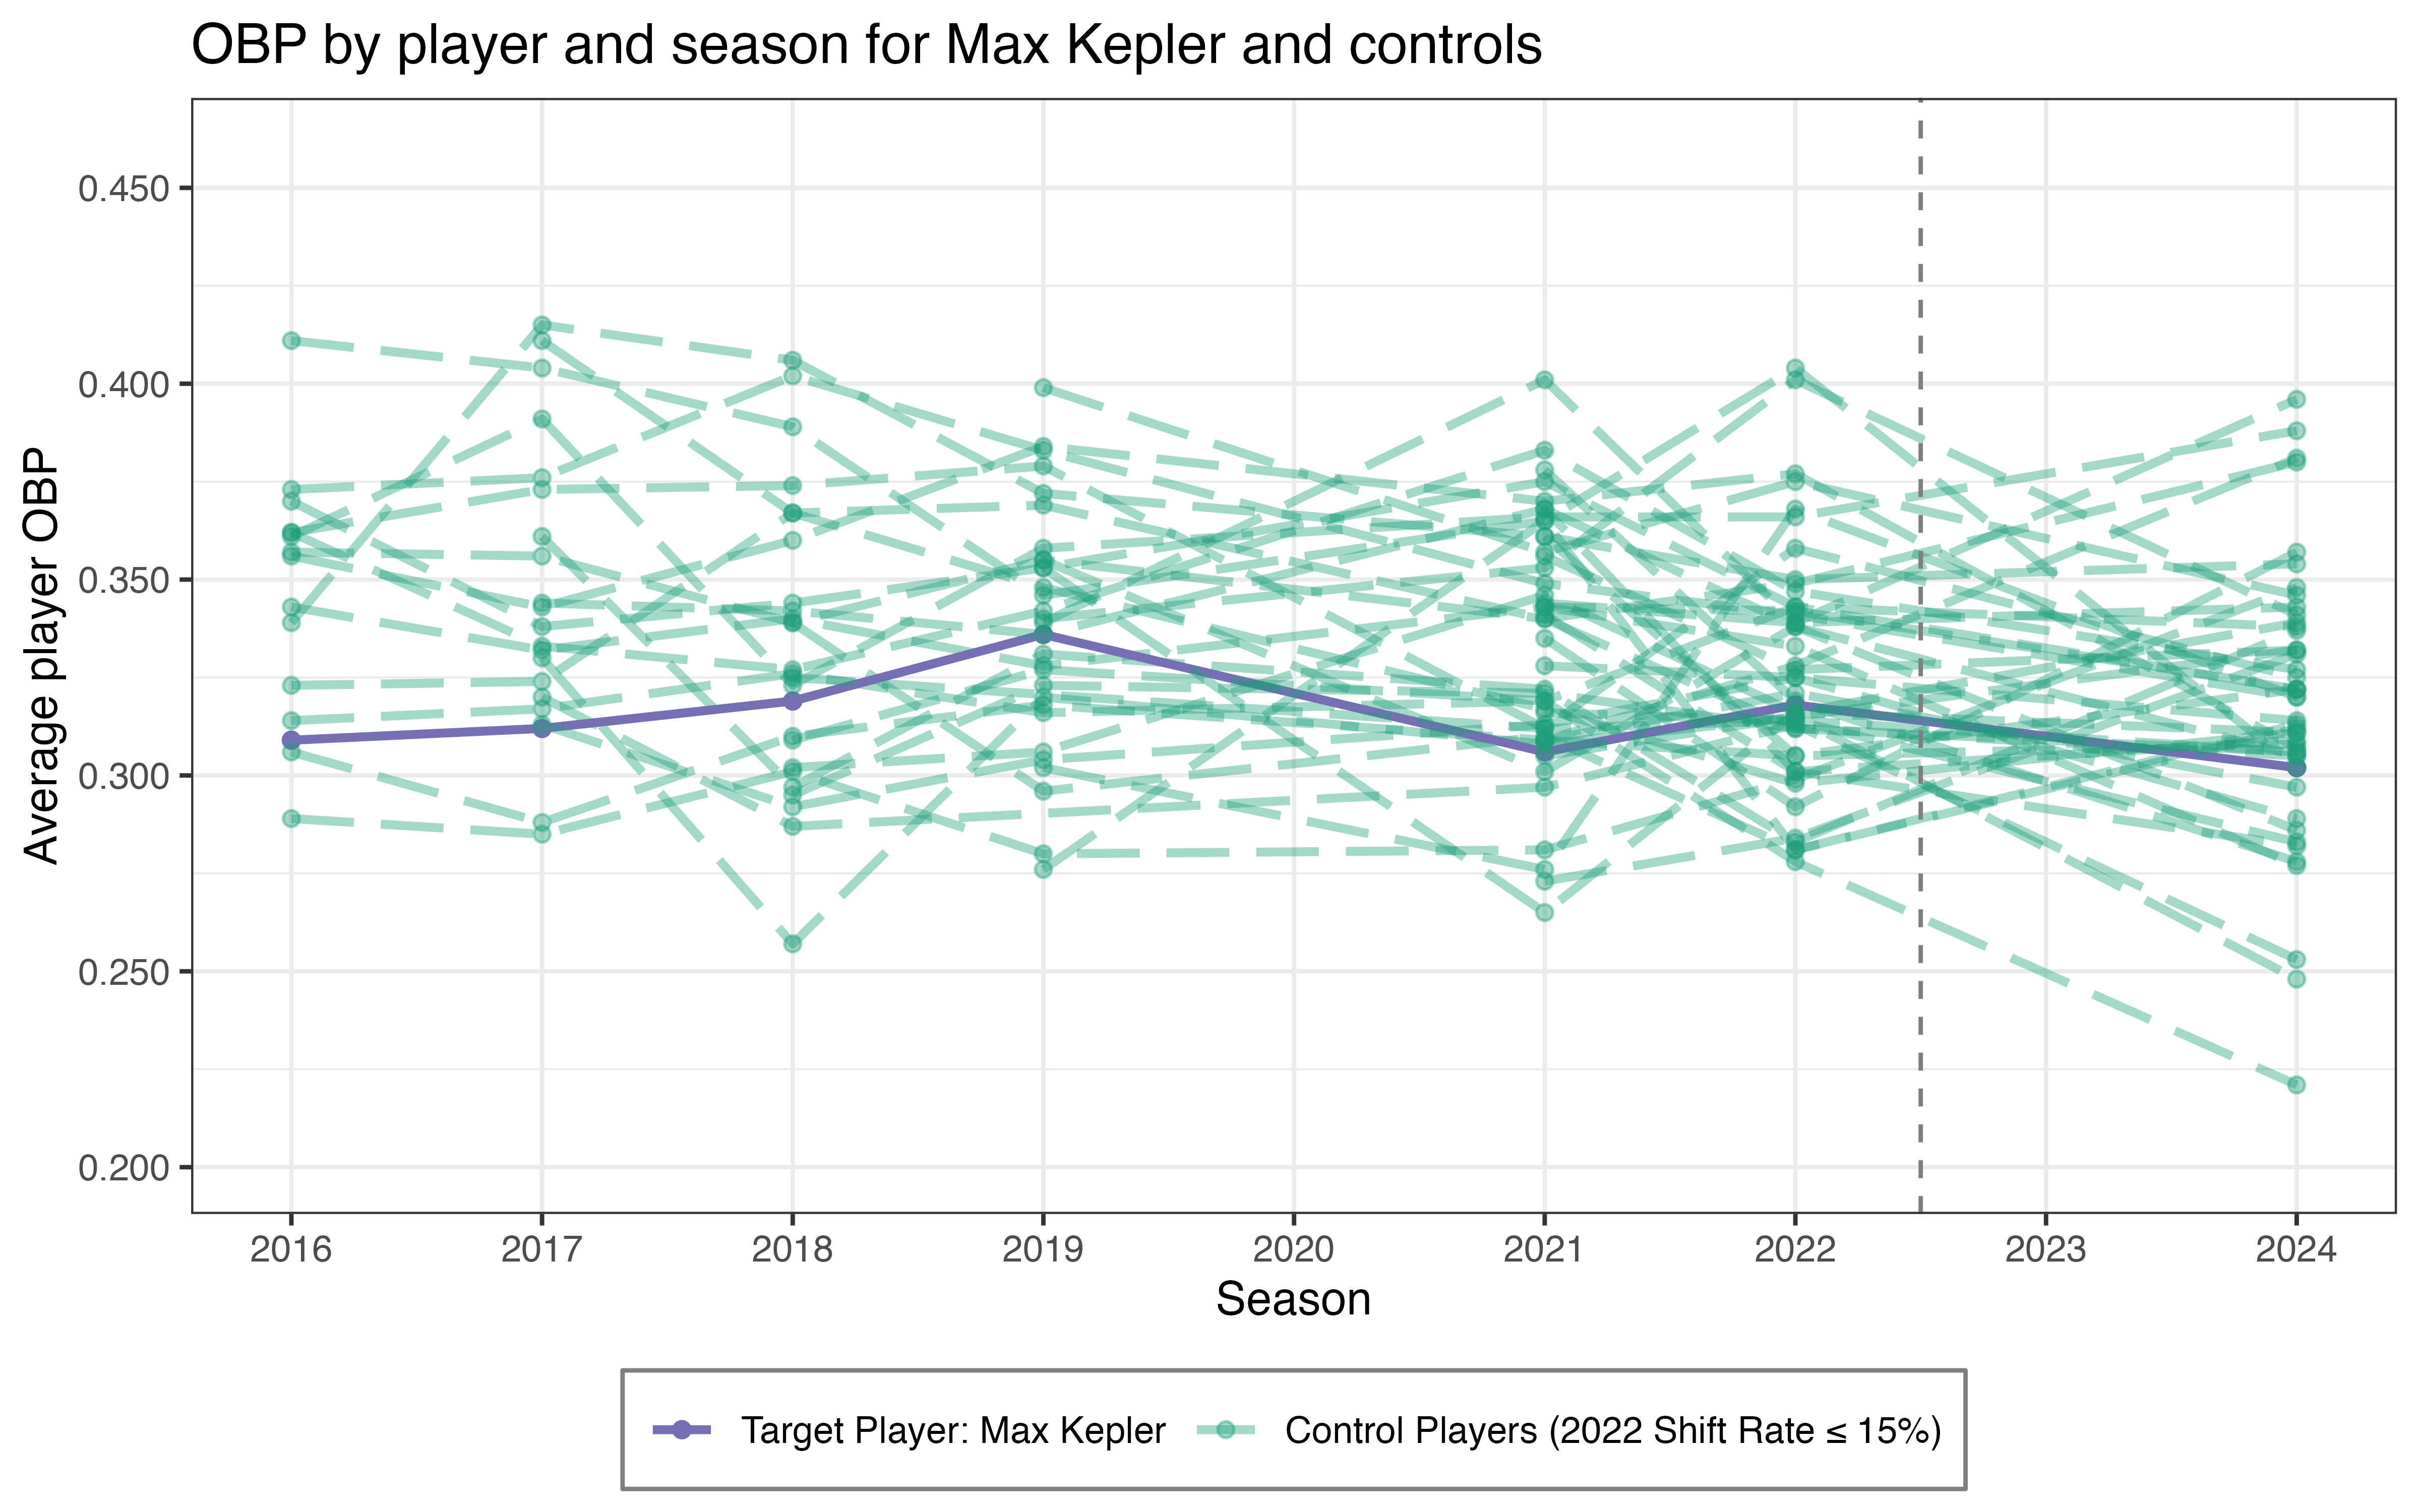 OBP by player and season for Max Kepler and controls
Average player OBP
0.450
0.400
0.350
0.300
0.250
0.200
2016 2017 2018 2019 2020 2021 2022 2023 2024
Season
Target Player: Max Kepler Control Players (2022 Shift Rate ≤ 15%)